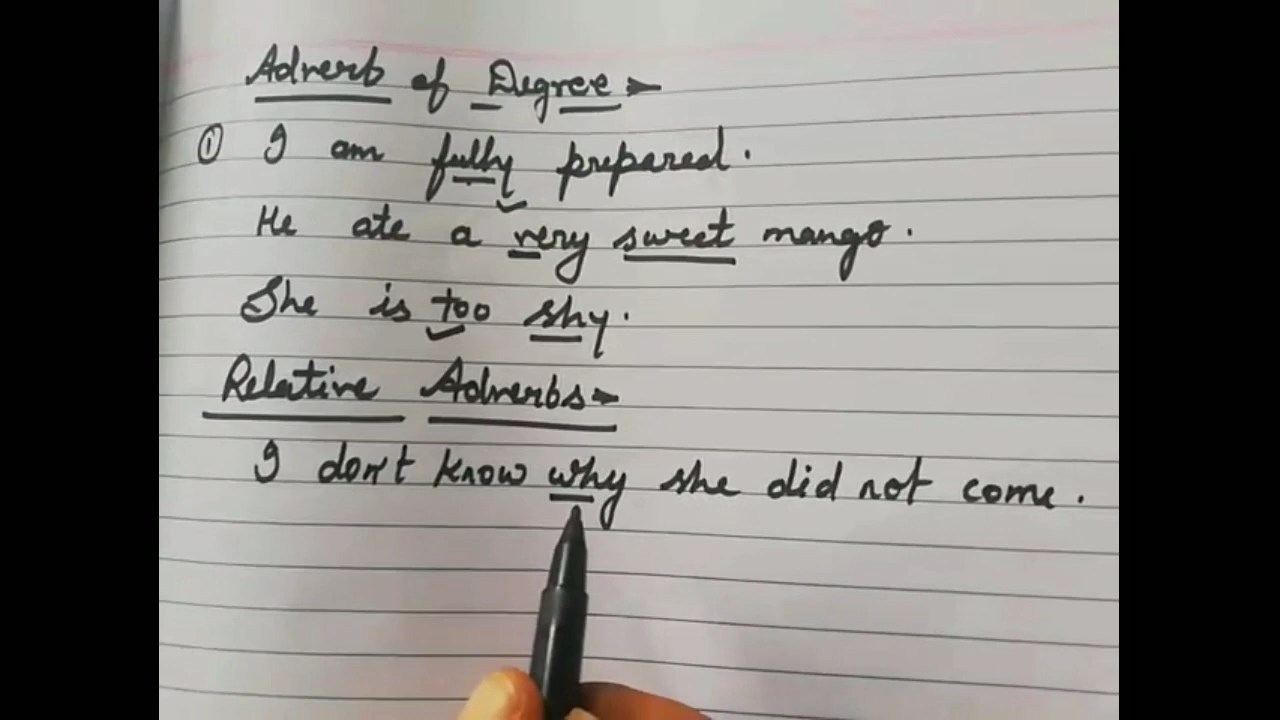 Adverb of Degree :-
① I am fully prepared.
He ate a very sweet mango.
She is too shy.
Relative Adverbs :-
I don't know why she did not come.